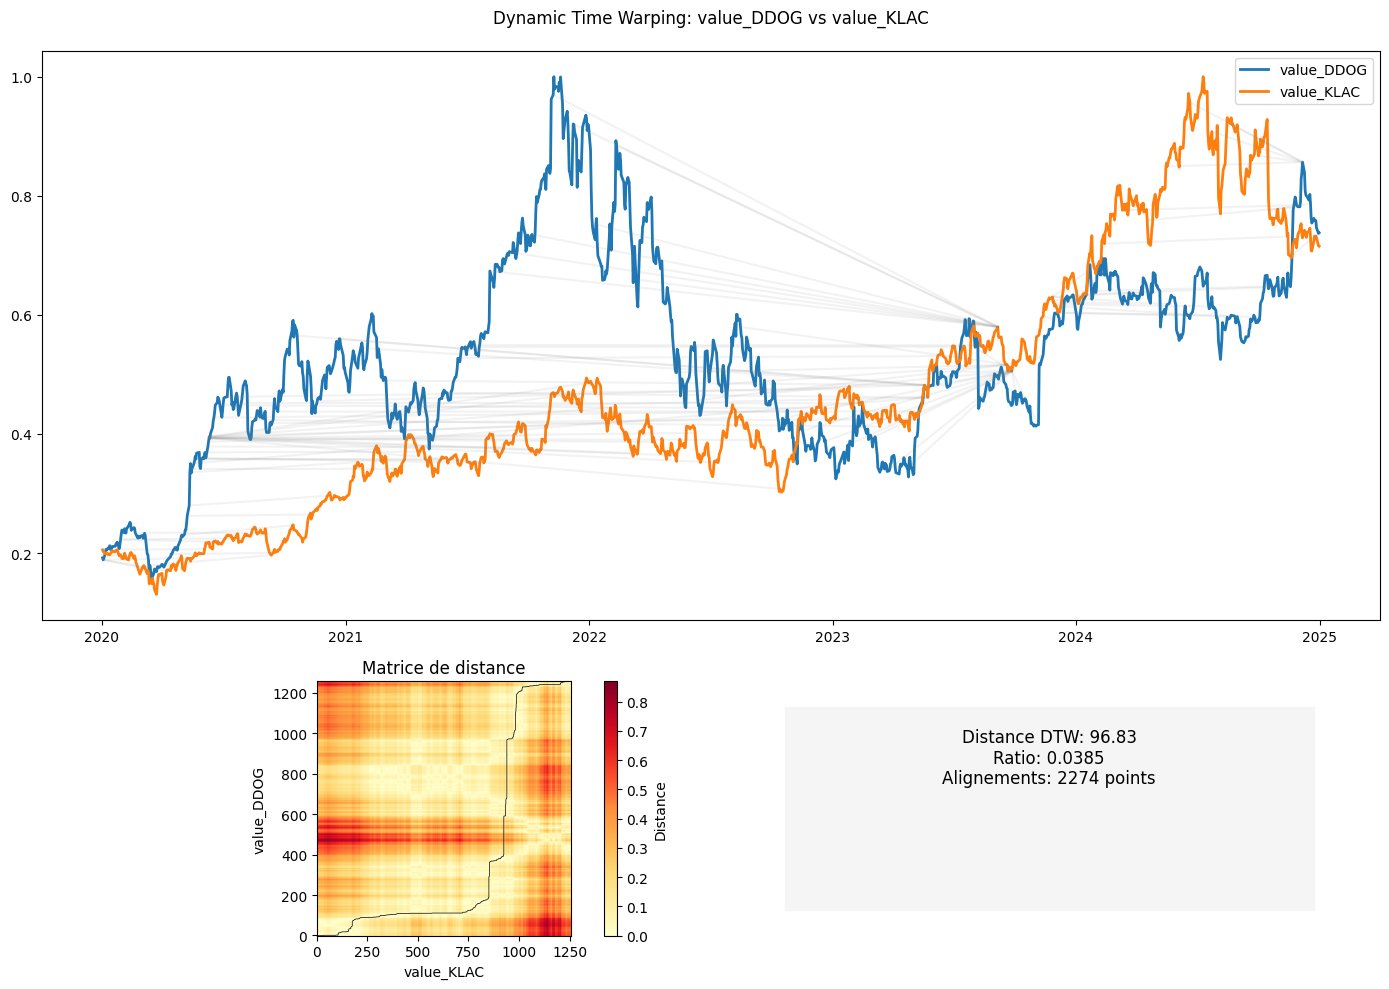 Dynamic Time Warping: value_DDOG vs value_KLAC
value_DDOG
value_KLAC
1.0
0.8
0.6
0.4
0.2
2020 2021 2022 2023 2024 2025
Matrice de distance
value_DDOG
1200
1000
800
600
400
200
0
0 250 500 750 1000 1250
value_KLAC
0.8
0.7
0.6
0.5
0.4
0.3
0.2
0.1
0.0
Distance
Distance DTW: 96.83
Ratio: 0.0385
Alignements: 2274 points